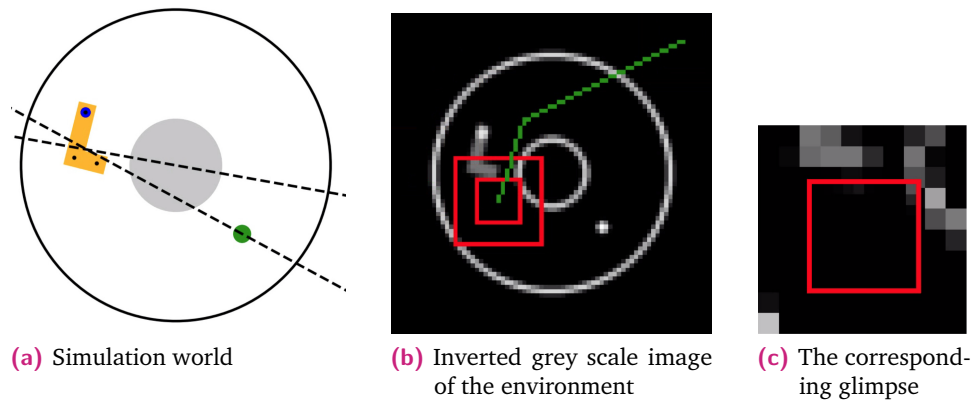 (a) Simulation world
(b) Inverted grey scale image
of the environment
(c) The correspond-
ing glimpse